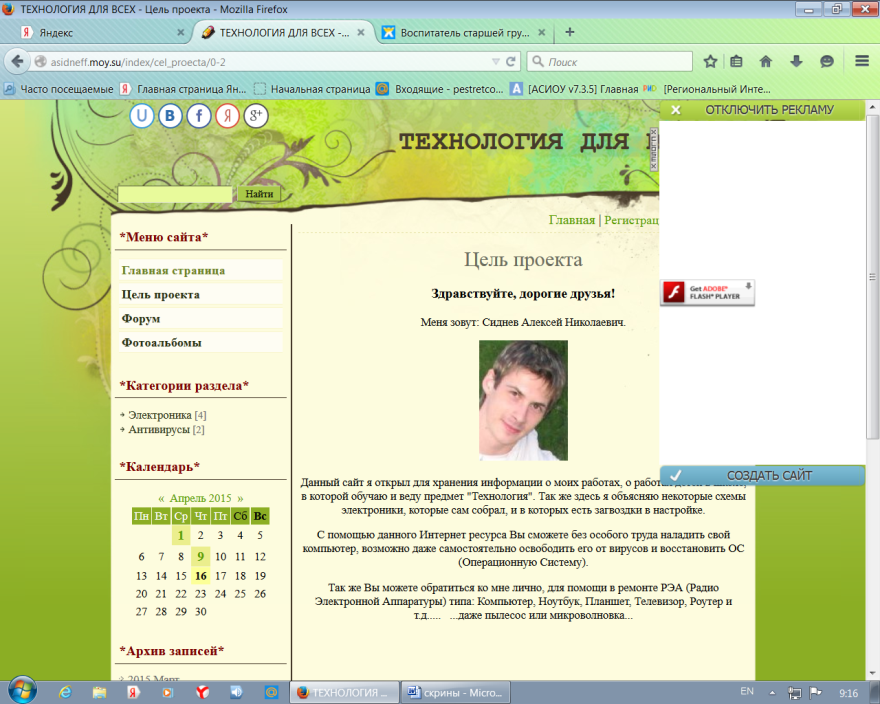 ТЕХНОЛОГИЯ ДЛЯ ВСЕХ - Цель проекта - Mozilla Firefox
Яндекс
ТЕХНОЛОГИЯ ДЛЯ ВСЕХ -...
Воспитатель старшей гру...
asidneff.moy.su/index/cel_proecta/0-2
Поиск
Часто посещаемые
Главная страница Ян...
Начальная страница
Входящие - pestretco...
[АСИОУ v7.3.5] Главная
[Региональный Инте...
ОТКЛЮЧИТЬ РЕКЛАМУ
ТЕХНОЛОГИЯ ДЛЯ
Найти
Главная | Регистрац
*Меню сайта*
Главная страница
Цель проекта
Форум
Фотоальбомы
*Категории раздела*
Электроника [4]
Антивирусы [2]
*Календарь*
« Апрель 2015 »
Пн Вт Ср Чт Пт Сб Вс
1 2 3 4 5
6 7 8 9 10 11 12
13 14 15 16 17 18 19
20 21 22 23 24 25 26
27 28 29 30
*Архив записей*
2015 Март
Цель проекта
Здравствуйте, дорогие друзья!
Меня зовут: Сиднев Алексей Николаевич.
Get ADOBE®
FLASH® PLAYER
СОЗДАТЬ САЙТ
Данный сайт я открыл для хранения информации о моих работах, о работ
в которой обучаю и веду предмет "Технология". Так же здесь я объясняю некоторые схемы
электроники, которые сам собрал, и в которых есть загвоздки в настройке.
С помощью данного Интернет ресурса Вы сможете без особого труда наладить свой
компьютер, возможно даже самостоятельно освободить его от вирусов и восстановить ОС
(Операционную Систему).
Так же Вы можете обратиться ко мне лично, для помощи в ремонте РЭА (Радио
Электронной Аппаратуры) типа: Компьютер, Ноутбук, Планшет, Телевизор, Роутер и
т.д..... ...даже пылесос или микроволновка...
ТЕХНОЛОГИЯ ...
скрины - Micro...
EN
9:16